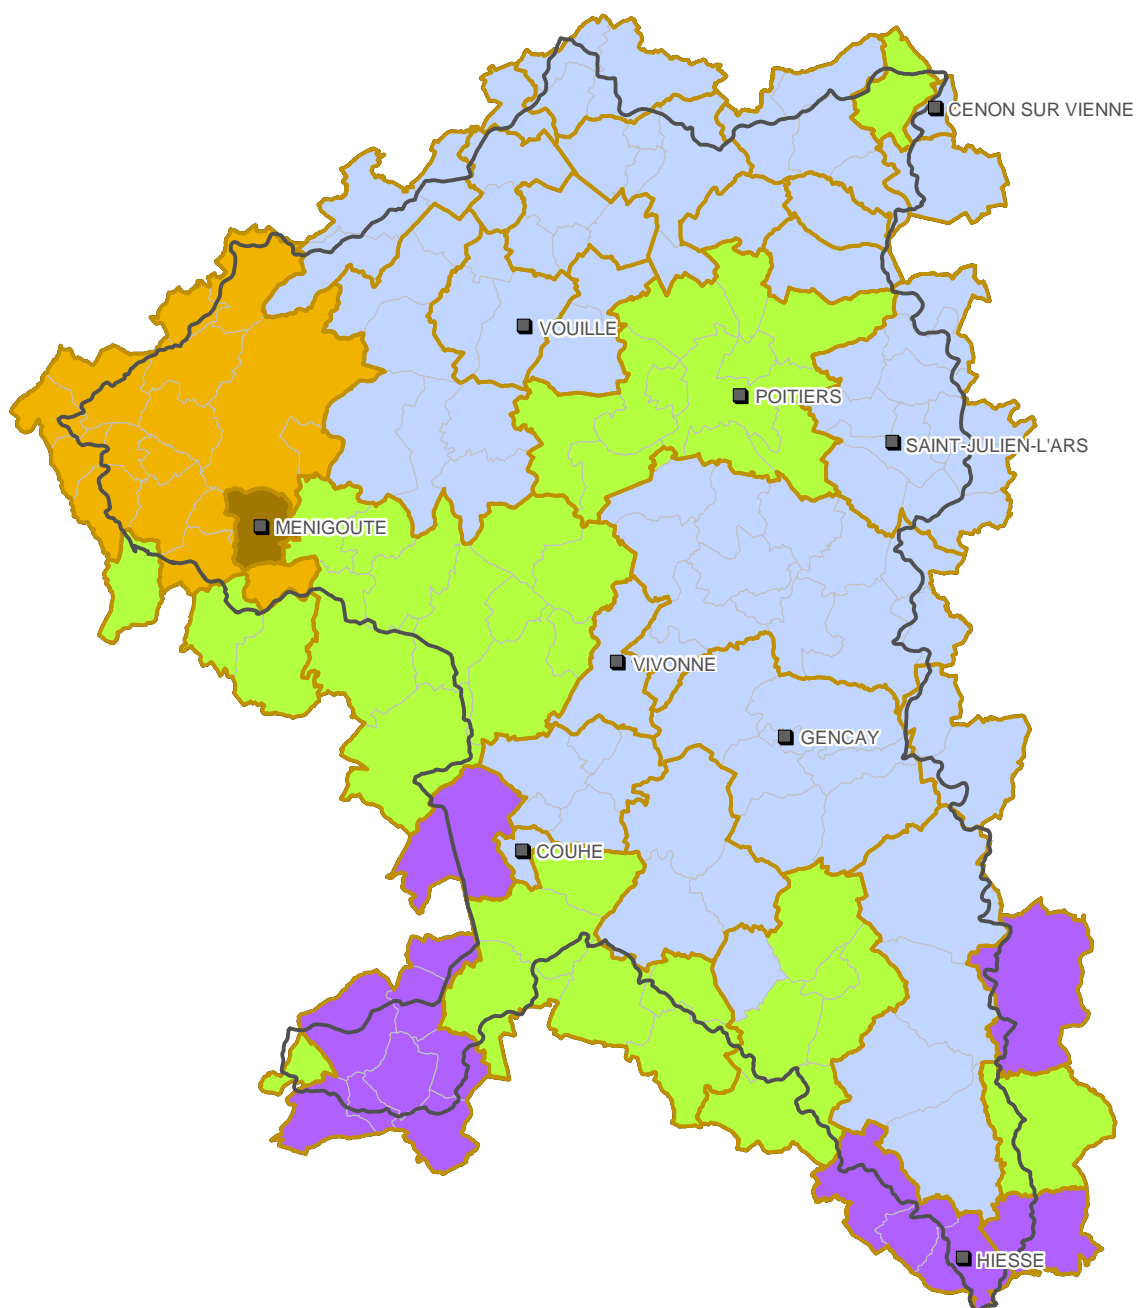 CENON SUR VIENNE
VOUILLE
POITIERS
SAINT-JULIEN-L'ARS
MENIGOUTE
VIVONNE
GENCAY
COUHE
HIESSE